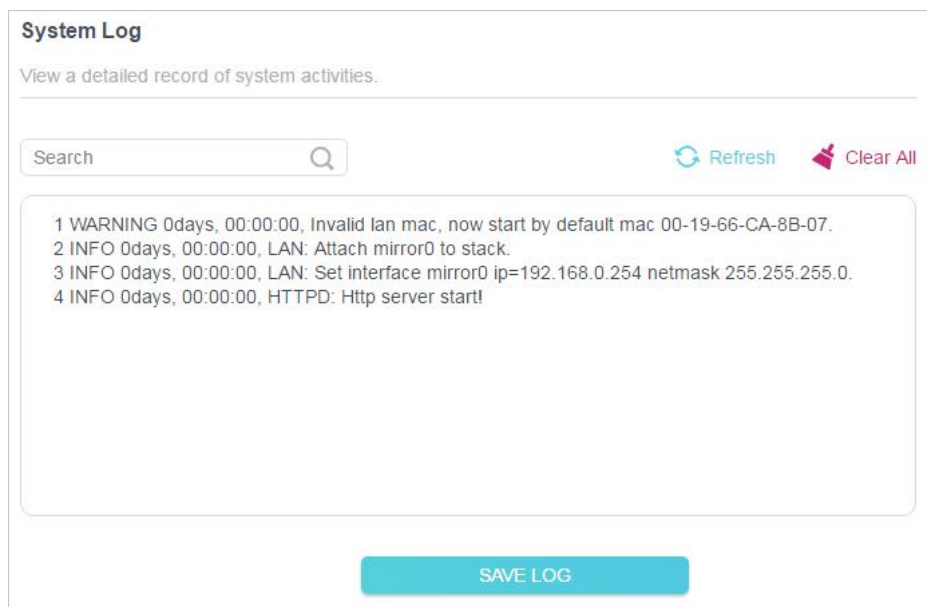 System Log
View a detailed record of system activities.
Search
Refresh
Clear All
1 WARNING 0days, 00:00:00, Invalid lan mac, now start by default mac 00-19-66-CA-8B-07.
2 INFO 0days, 00:00:00, LAN: Attach mirror0 to stack.
3 INFO 0days, 00:00:00, LAN: Set interface mirror0 ip=192.168.0.254 netmask 255.255.255.0.
4 INFO 0days, 00:00:00, HTTPD: Http server start!
SAVE LOG